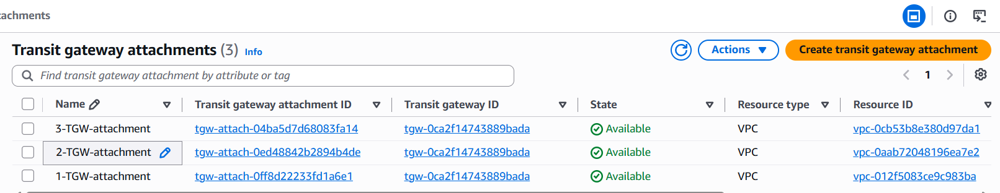 tachments
Transit gateway attachments (3) Info
Actions
Create transit gateway attachment
Find transit gateway attachment by attribute or tag
1
Name Transit gateway attachment ID Transit gateway ID State Resource type Resource ID
3-TGW-attachment tgw-attach-04ba5d7d68083fa14 tgw-0ca2f14743889bada Available VPC vpc-0cb53b8e380d97da1
2-TGW-attachment tgw-attach-0ed48842b2894b4de tgw-0ca2f14743889bada Available VPC vpc-0aab72048196ea7e2
1-TGW-attachment tgw-attach-0ff8d22233fd1a6e1 tgw-0ca2f14743889bada Available VPC vpc-012f5083ce9c983ba